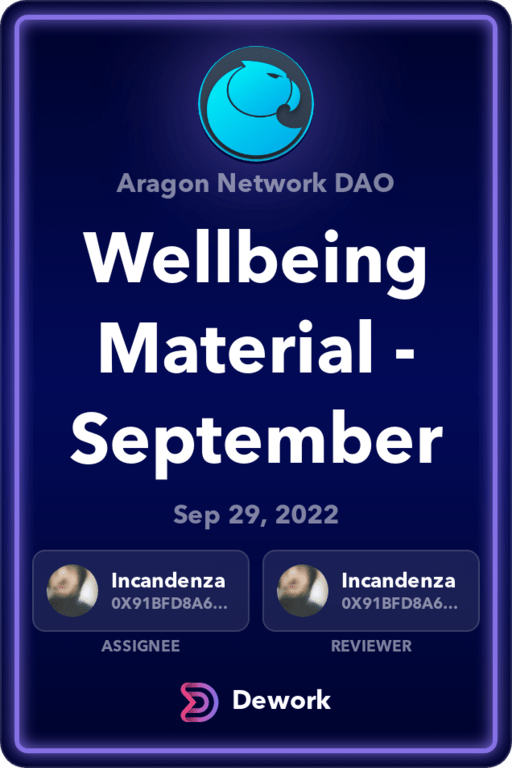 Aragon Network DAO
Wellbeing
Material -
September
Sep 29, 2022
Incandenza
0X91BFD8A6...
ASSIGNEE
Incandenza
0X91BFD8A6...
REVIEWER
Dework